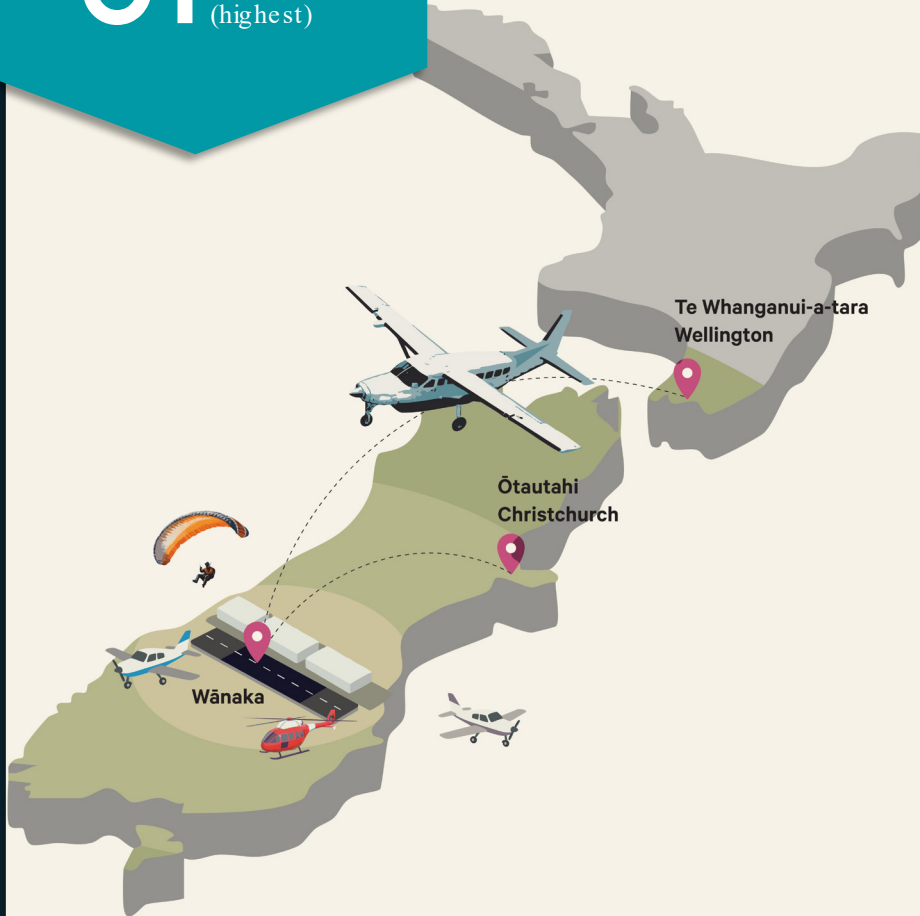 (highest)
Te Whanganui-a-tara
Wellington
Ōtautahi
Christchurch
Wānaka